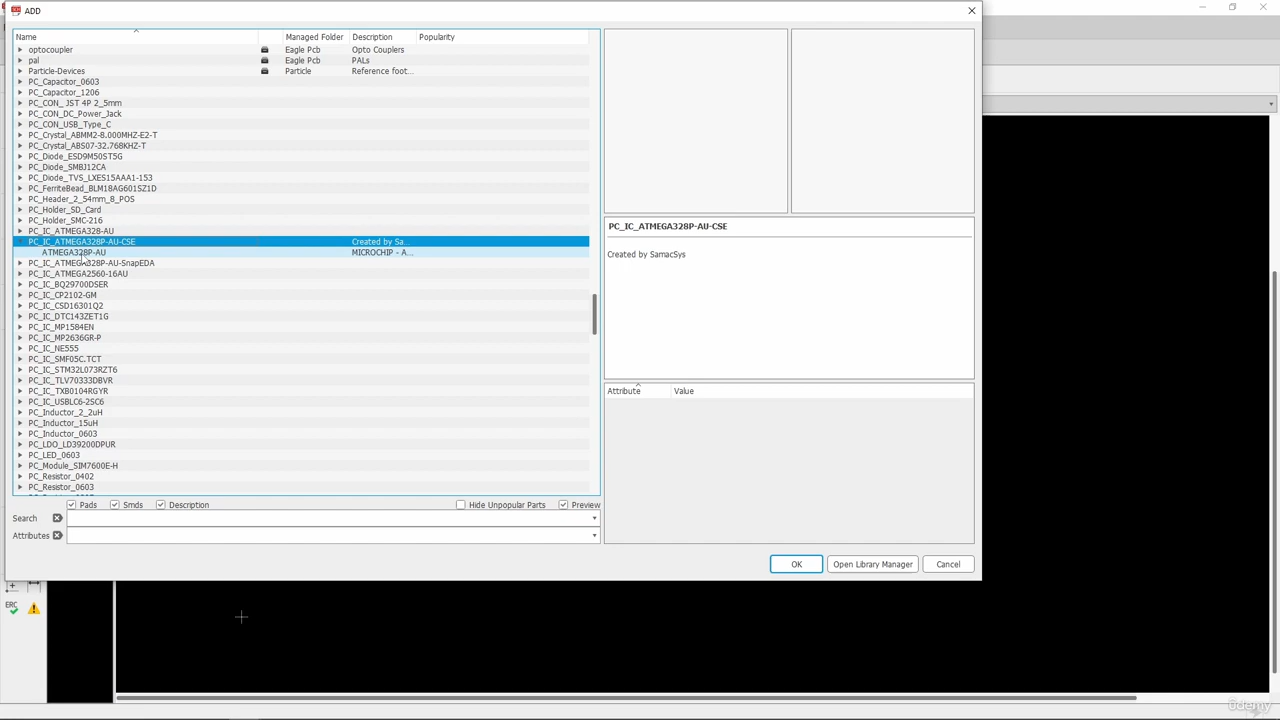 ADD
Name Managed Folder Description Popularity
optocoupler Eagle Pcb Opto Couplers
pal Eagle Pcb PALs
Particle-Devices Particle Reference foot...
PC_Capacitor_0603
PC_Capacitor_1206
PC_CON_ JST 4P 2_5mm
PC_CON_DC_Power_Jack
PC_CON_USB_Type_C
PC_Crystal_ABMM2-8.000MHZ-E2-T
PC_Crystal_ABS07-32.768KHZ-T
PC_Diode_ESD9M50ST5G
PC_Diode_SMBJ12CA
PC_Diode_TVS_LXES15AAA1-153
PC_FerriteBead_BLM18AG601SZ1D
PC_Header_2_54mm_8_POS
PC_Holder_SD_Card
PC_Holder_SMC-216
PC_IC_ATMEGA328-AU
PC_IC_ATMEGA328P-AU-CSE Created by Sa...
ATMEGA328P-AU MICROCHIP - A...
PC_IC_ATMEGA328P-AU-SnapEDA
PC_IC_ATMEGA2560-16AU
PC_IC_BQ29700DSER
PC_IC_CP2102-GM
PC_IC_CSD16301Q2
PC_IC_DTC143ZET1G
PC_IC_MP1584EN
PC_IC_MP2636GR-P
PC_IC_NE555
PC_IC_SMF05C.TCT
PC_IC_STM32L073RZT6
PC_IC_TLV70333DBVR
PC_IC_TXB0104RGYR
PC_IC_USBLC6-2SC6
PC_Inductor_2_2uH
PC_Inductor_15uH
PC_Inductor_0603
PC_LDO_LD39200DPUR
PC_LED_0603
PC_Module_SIM7600E-H
PC_Resistor_0402
PC_Resistor_0603
Pads Smds Description Hide Unpopular Parts Preview
Search
Attributes
PC_IC_ATMEGA328P-AU-CSE
Created by SamacSys
Attribute Value
OK Open Library Manager Cancel
ERC
ûdemy